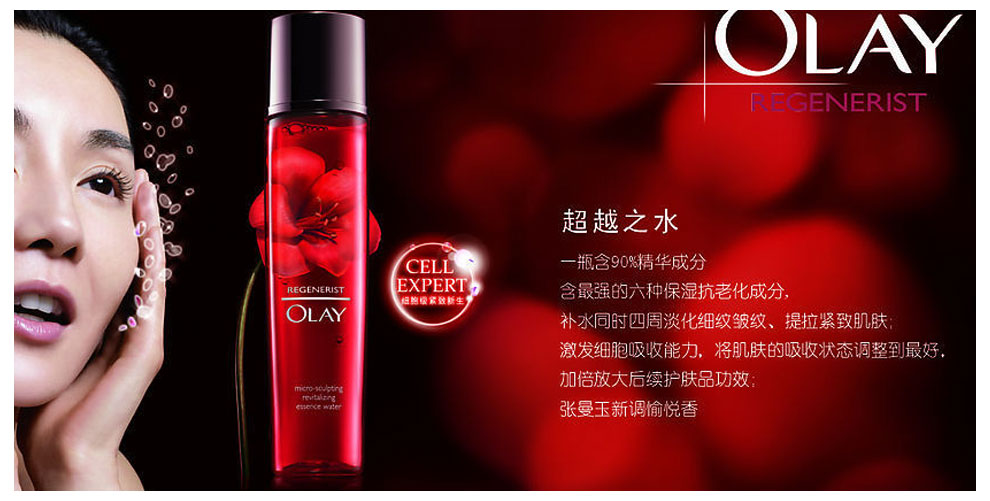 OLAY
REGENERIST
超越之水
一瓶含90%精华成分
含最强的六种保湿抗老化成分，
补水同时四周淡化细纹皱纹、提拉紧致肌肤；
激发细胞吸收能力，将肌肤的吸收状态调整到最好，
加倍放大后续护肤品功效；
张曼玉新调愉悦香
CELL
EXPERT
细胞级紧致新生
REGENERIST
OLAY
micro-sculpting
revitalizing
essence water